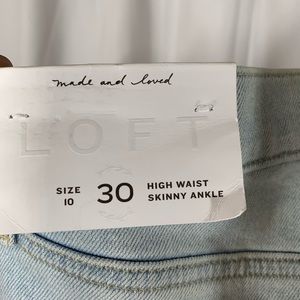 made and loved
LOFT
SIZE
10
30
HIGH WAIST
SKINNY ANKLE